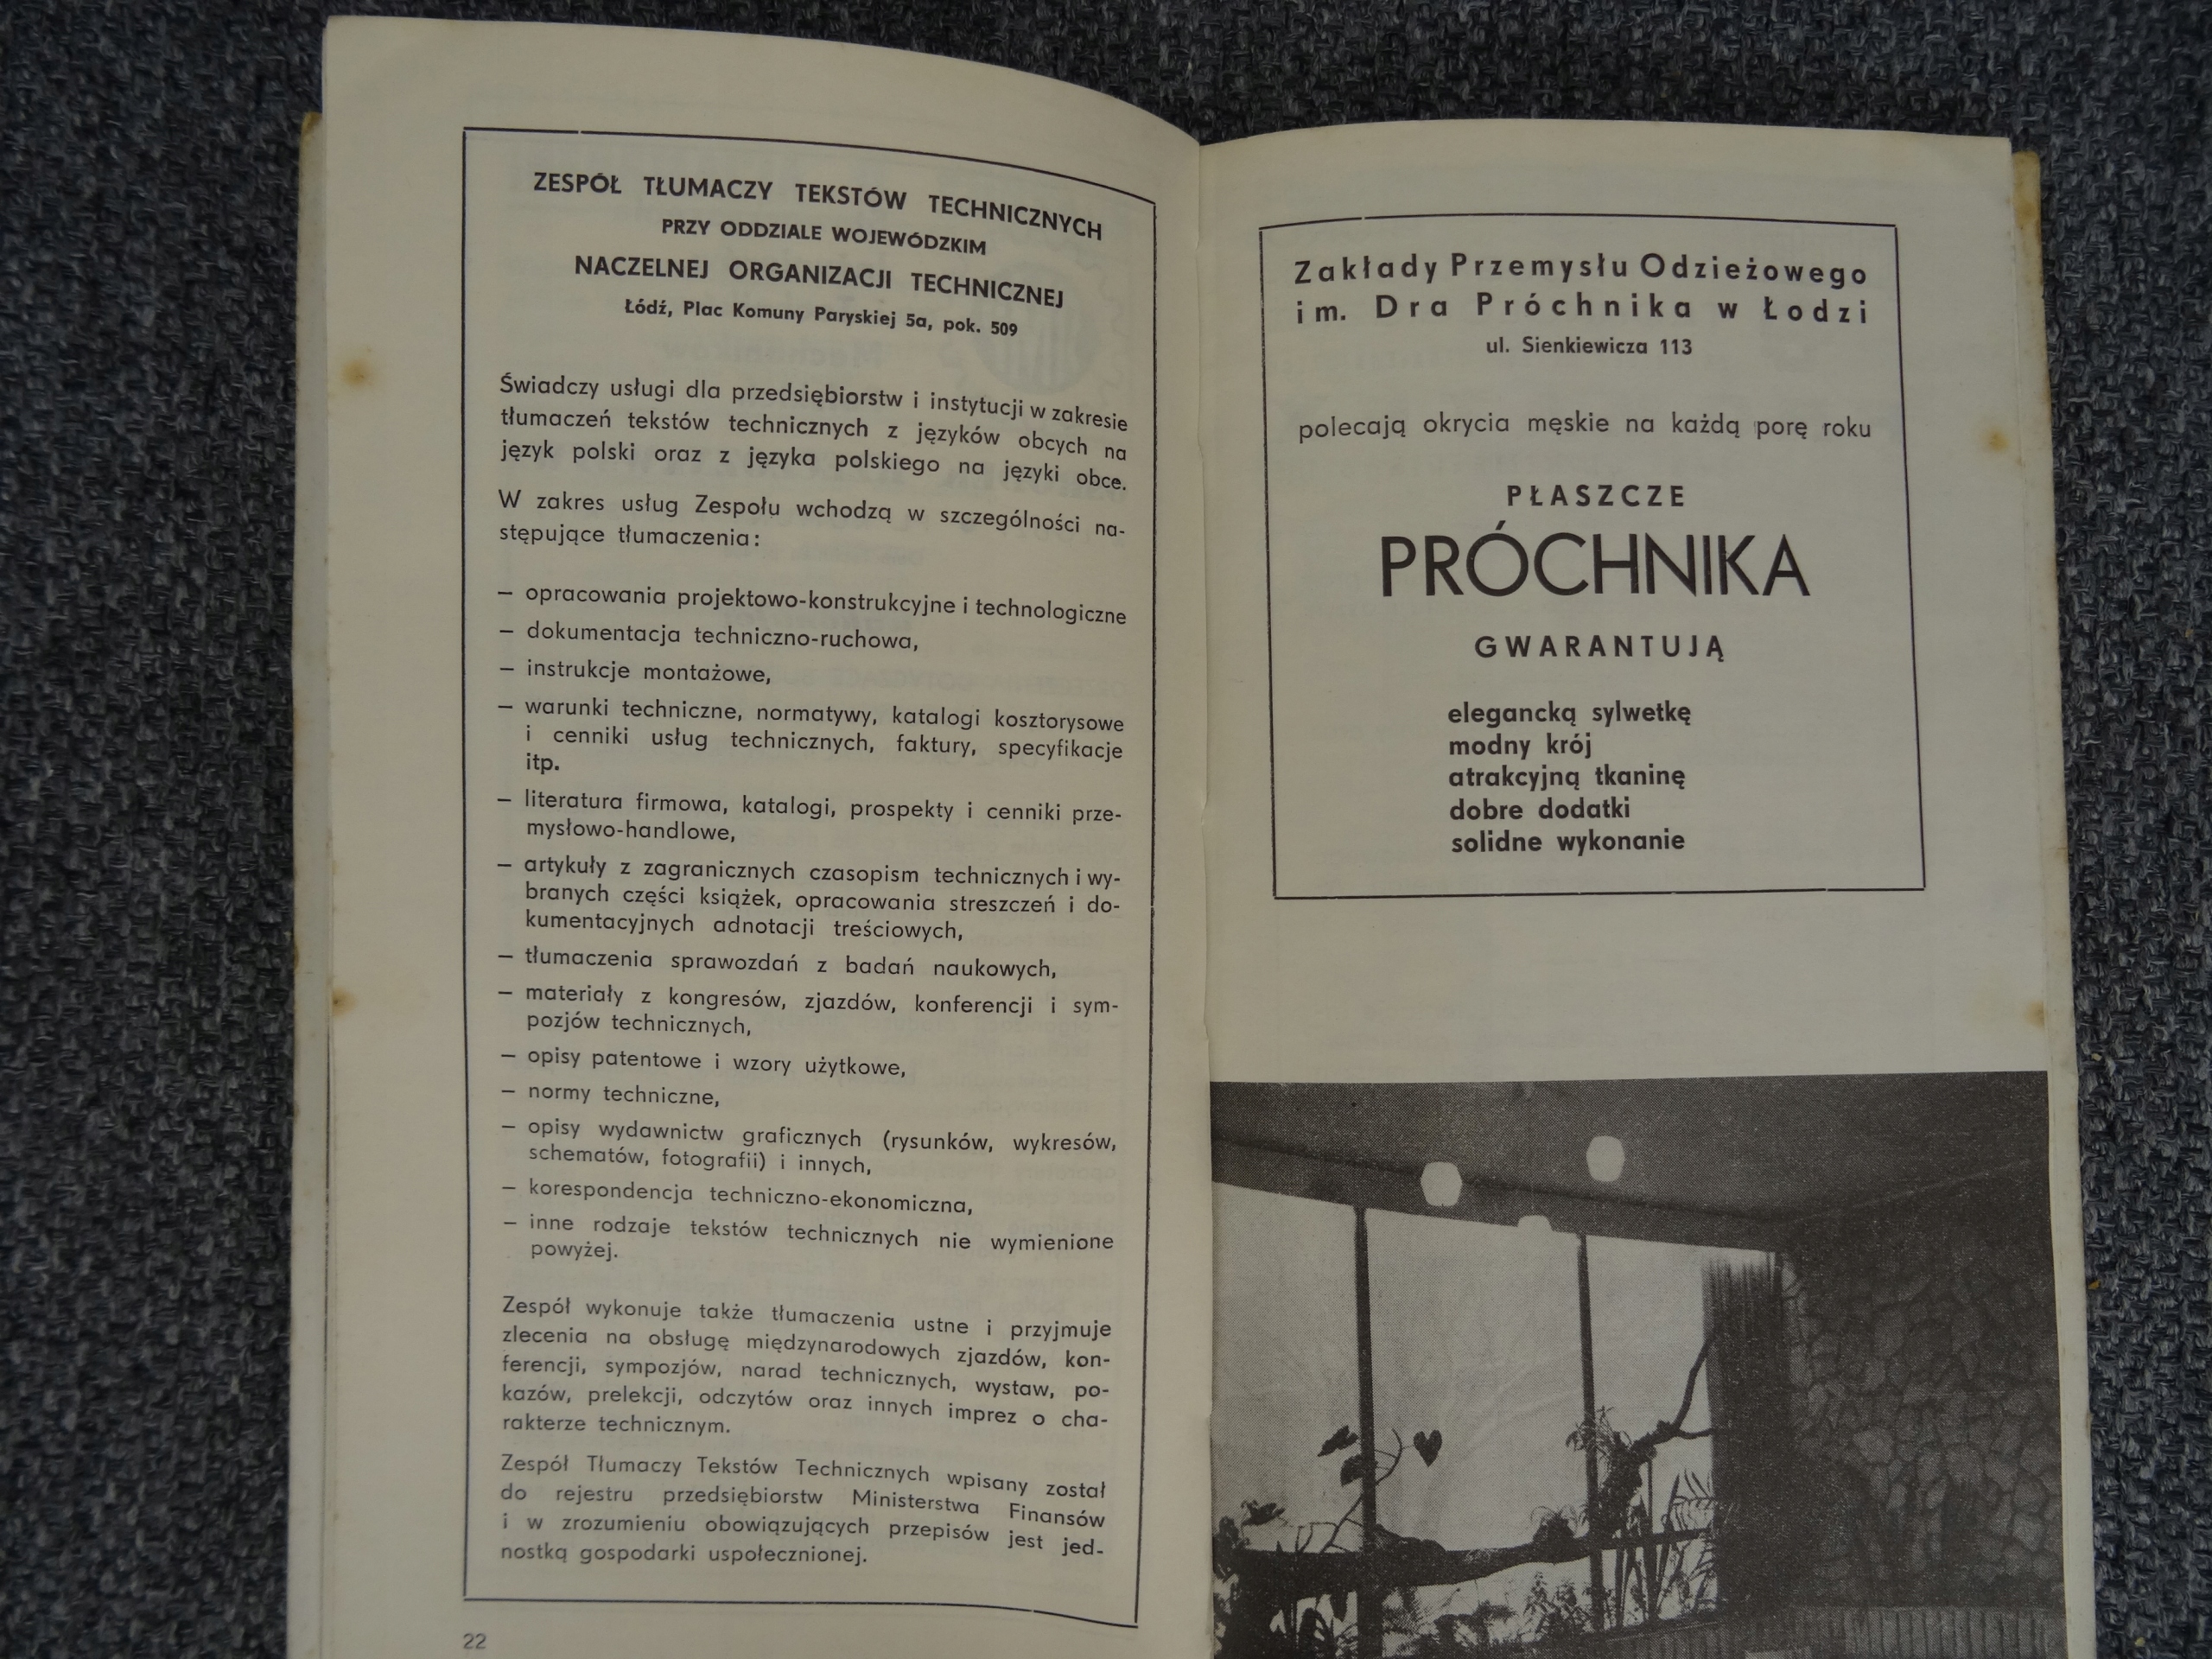 ZESPÓŁ TŁUMACZY TEKSTÓW TECHNICZNYCH
PRZY ODDZIALE WOJEWÓDZKIM
NACZELNEJ ORGANIZACJI TECHNICZNEJ
Łódź, Plac Komuny Paryskiej 5a, pok. 509
Świadczy usługi dla przedsiębiorstw i instytucji w zakresie
tłumaczeń tekstów technicznych z języków obcych na
język polski oraz z języka polskiego na języki obce.
W zakres usług Zespołu wchodzą w szczególności na-
stępujące tłumaczenia:
– opracowania projektowo-konstrukcyjne i technologiczne
– dokumentacja techniczno-ruchowa,
– instrukcje montażowe,
– warunki techniczne, normatywy, katalogi kosztorysowe
i cenniki usług technicznych, faktury, specyfikacje
itp.
– literatura firmowa, katalogi, prospekty i cenniki prze-
mysłowo-handlowe,
– artykuły z zagranicznych czasopism technicznych i wy-
branych części książek, opracowania streszczeń i do-
kumentacyjnych adnotacji treściowych,
– tłumaczenia sprawozdań z badań naukowych,
– materiały z kongresów, zjazdów, konferencji i sym-
pozjów technicznych,
– opisy patentowe i wzory użytkowe,
– normy techniczne,
– opisy wydawnictw graficznych (rysunków, wykresów,
schematów, fotografii) i innych,
– korespondencja techniczno-ekonomiczna,
– inne rodzaje tekstów technicznych nie wymienione
powyżej.
Zespół wykonuje także tłumaczenia ustne i przyjmuje
zlecenia na obsługę międzynarodowych zjazdów, kon-
ferencji, sympozjów, narad technicznych, wystaw, po-
kazów, prelekcji, odczytów oraz innych imprez o cha-
rakterze technicznym.
Zespół Tłumaczy Tekstów Technicznych wpisany został
do rejestru przedsiębiorstw Ministerstwa Finansów
i w zrozumieniu obowiązujących przepisów jest jed-
nostką gospodarki uspołecznionej.
22
Zakłady Przemysłu Odzieżowego
im. Dra Próchnika w Łodzi
ul. Sienkiewicza 113
polecają okrycia męskie na każdą porę roku
PŁASZCZE
PRÓCHNIKA
GWARANTUJĄ
elegancką sylwetkę
modny krój
atrakcyjną tkaninę
dobre dodatki
solidne wykonanie